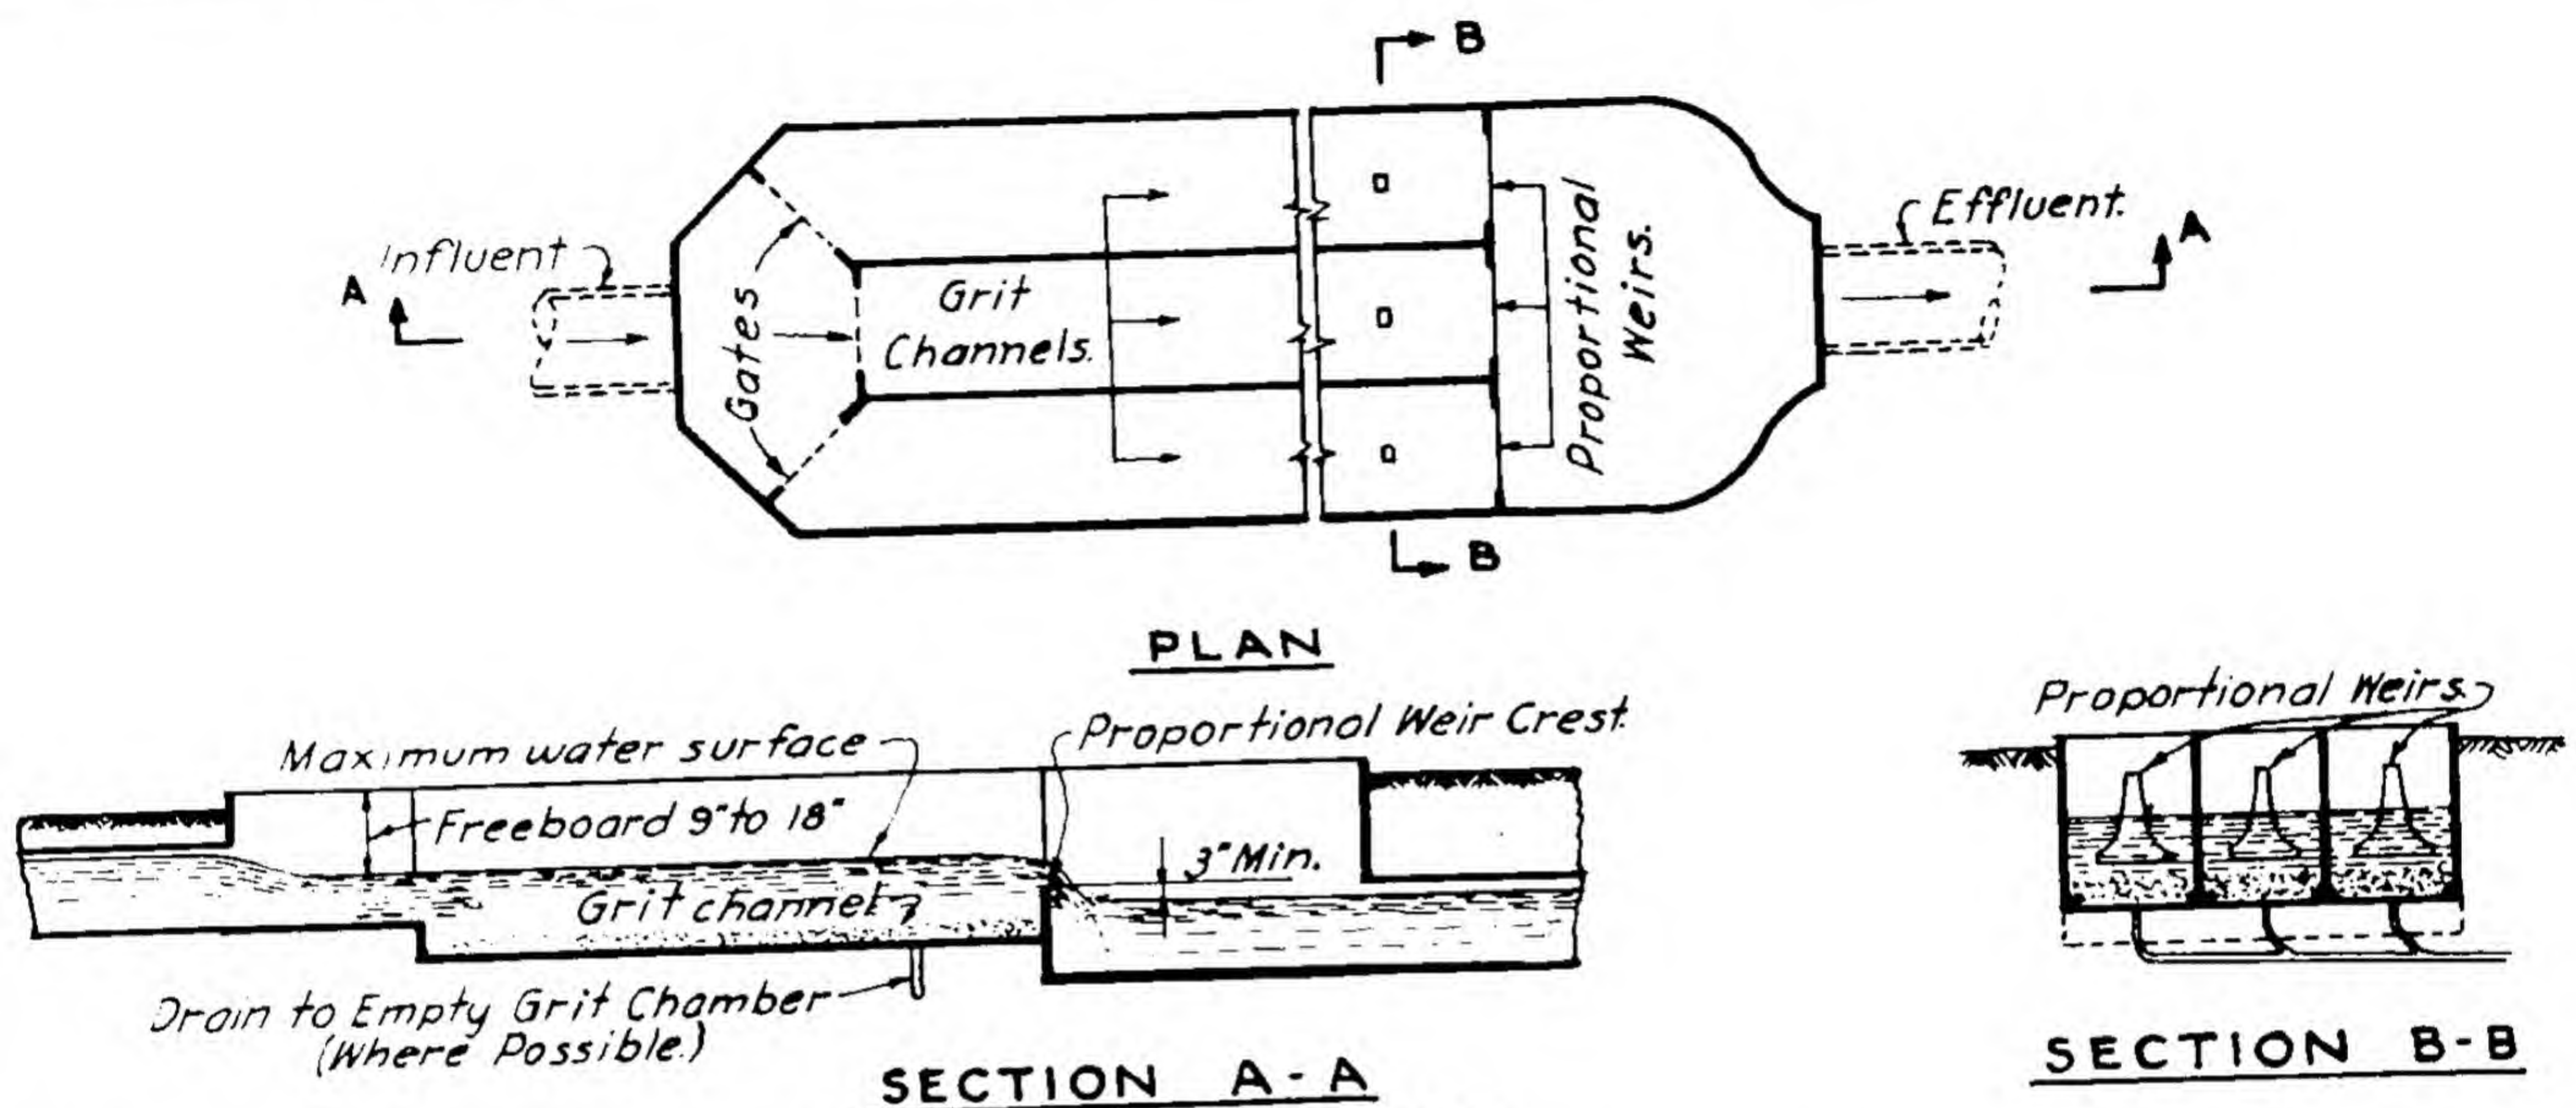 B
Influent
Effluent.
A
A
Gates
Grit
Channels.
Proportional
Weirs.
B
PLAN
Maximum water surface
Proportional Weir Crest.
Freeboard 9" to 18"
3" Min.
Grit channel
Drain to Empty Grit Chamber
(Where Possible.)
SECTION A-A
Proportional Weirs.
SECTION B-B